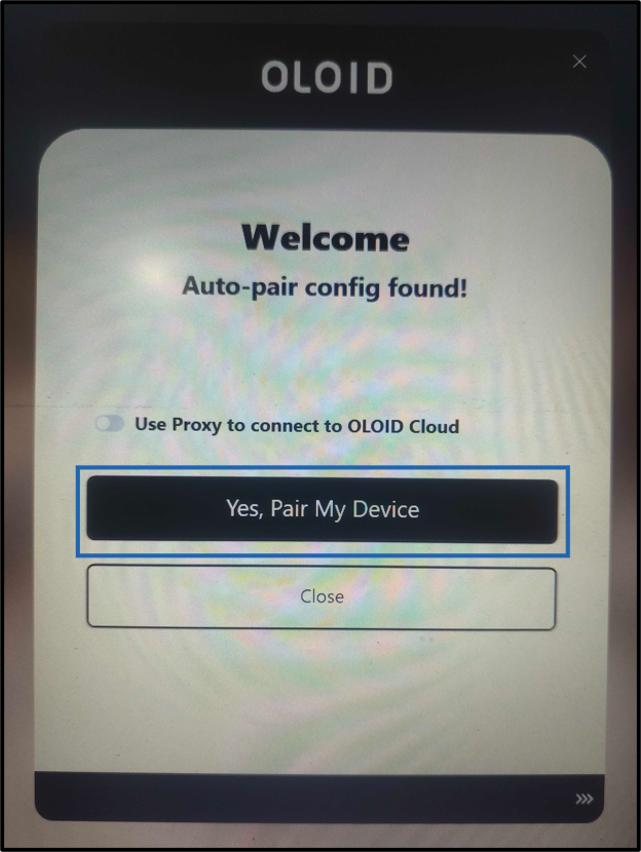 OLOID
Welcome
Auto-pair config found!
Use Proxy to connect to OLOID Cloud
Yes, Pair My Device
Close